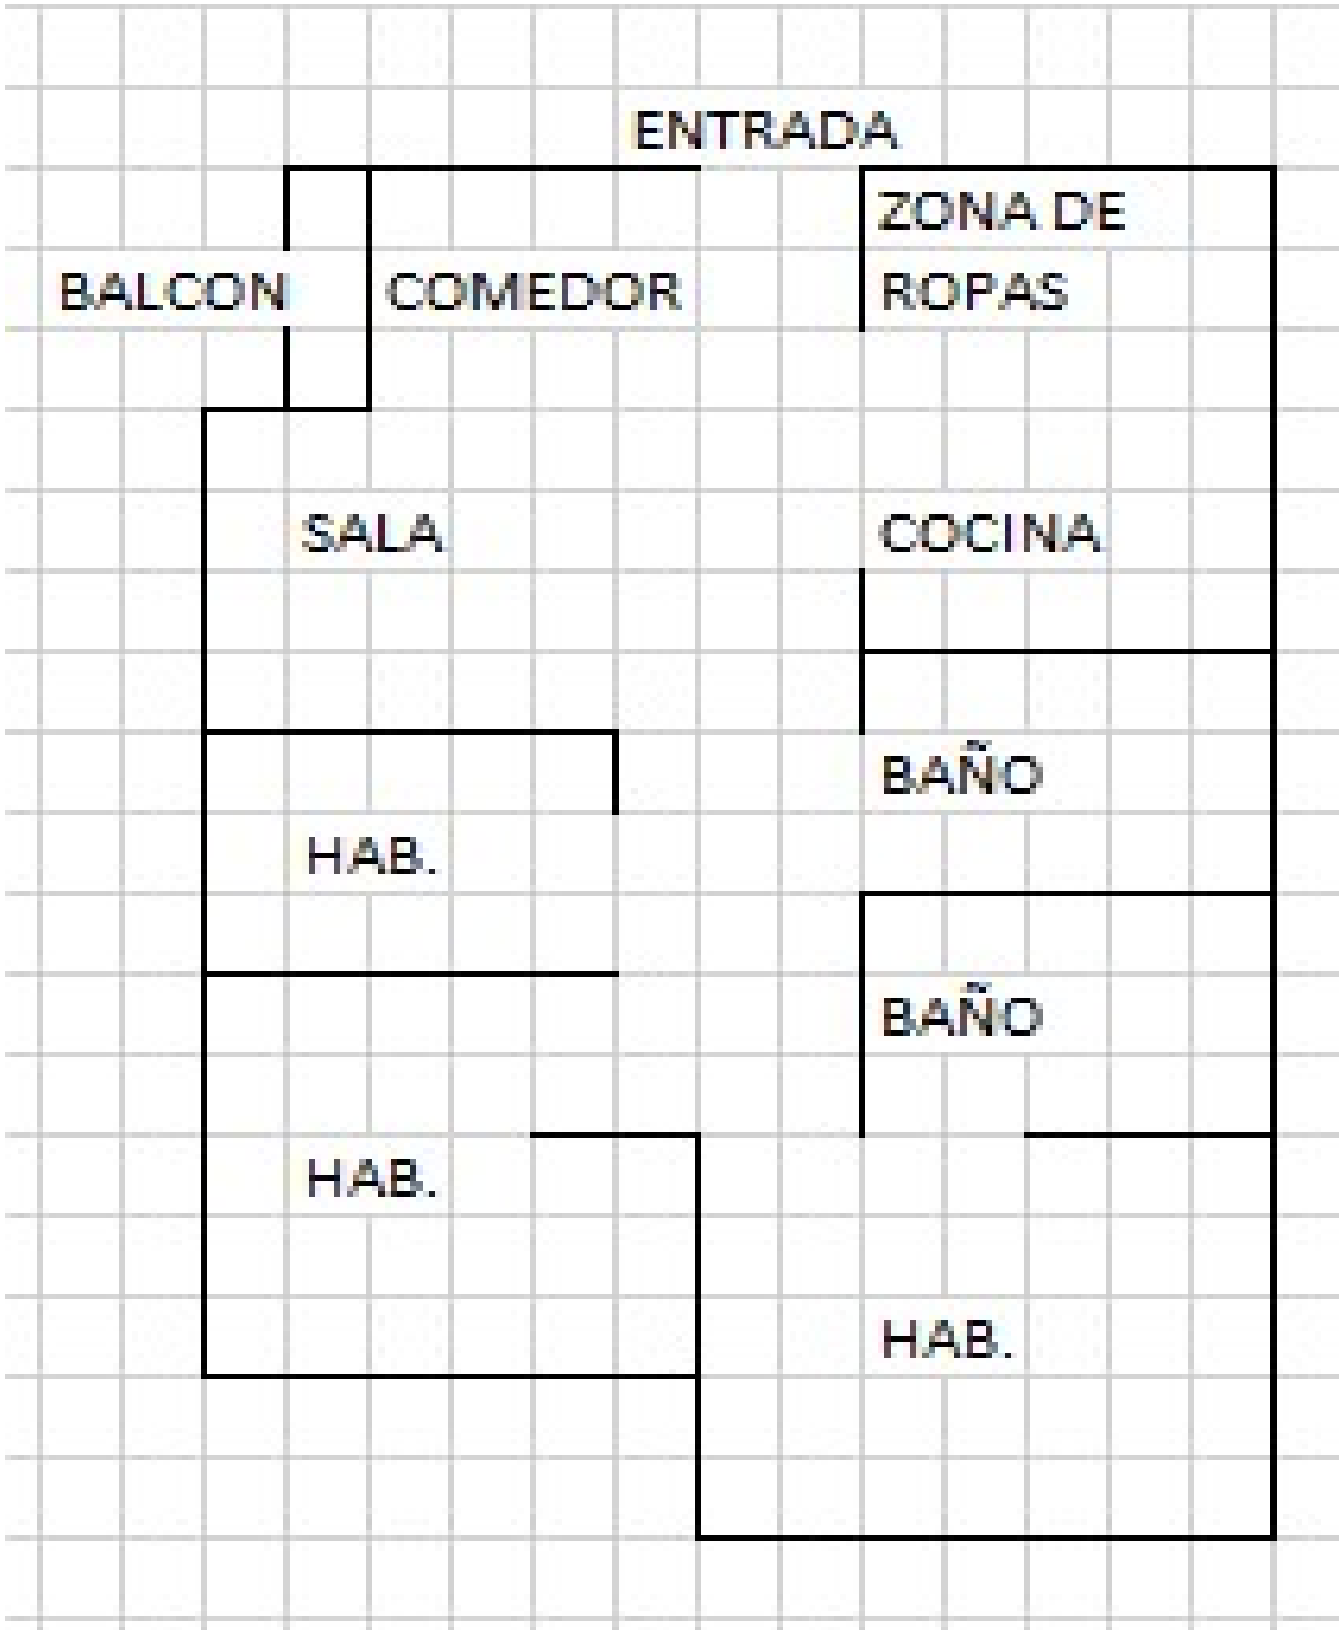 ENTRADA
ZONA DE
ROPAS
BALCON
COMEDOR
SALA
COCINA
BAÑO
HAB.
BAÑO
HAB.
HAB.